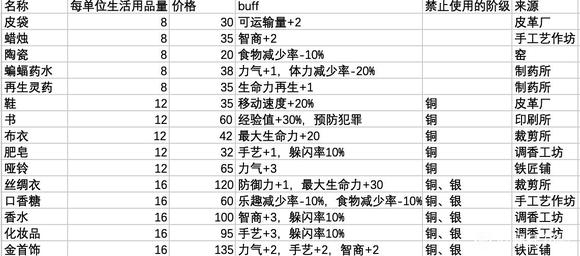 名称 每单位生活用品量 价格 buff 禁止使用的阶级 来源
皮袋 8 30 可运输量+2 皮革厂
蜡烛 8 35 智商+2 手工艺作坊
陶瓷 8 20 食物减少率-10% 窑
蝙蝠药水 8 38 力气+1，体力减少率-20% 制药所
再生灵药 8 35 生命力再生+1 制药所
鞋 12 35 移动速度+20% 铜 皮革厂
书 12 60 经验值+30%，预防犯罪 铜 印刷所
布衣 12 42 最大生命力+20 铜 裁剪所
肥皂 12 32 手艺+1，躲闪率10% 铜 调香工坊
哑铃 12 65 力气+3 铜 铁匠铺
丝绸衣 16 120 防御力+1，最大生命力+30 铜、银 裁剪所
口香糖 16 60 乐趣减少率-10%，食物减少率-10% 铜、银 手工艺作坊
香水 16 100 智商+3，躲闪率10% 铜、银 调香工坊
化妆品 16 95 手艺+3，躲闪率10% 铜、银 调香工坊
金首饰 16 135 力气+2，手艺+2，智商+2 铜、银 铁匠铺